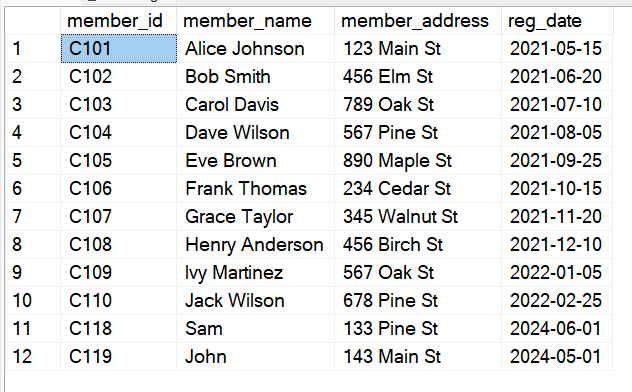 member_id member_name member_address reg_date
1 C101 Alice Johnson 123 Main St 2021-05-15
2 C102 Bob Smith 456 Elm St 2021-06-20
3 C103 Carol Davis 789 Oak St 2021-07-10
4 C104 Dave Wilson 567 Pine St 2021-08-05
5 C105 Eve Brown 890 Maple St 2021-09-25
6 C106 Frank Thomas 234 Cedar St 2021-10-15
7 C107 Grace Taylor 345 Walnut St 2021-11-20
8 C108 Henry Anderson 456 Birch St 2021-12-10
9 C109 Ivy Martinez 567 Oak St 2022-01-05
10 C110 Jack Wilson 678 Pine St 2022-02-25
11 C118 Sam 133 Pine St 2024-06-01
12 C119 John 143 Main St 2024-05-01